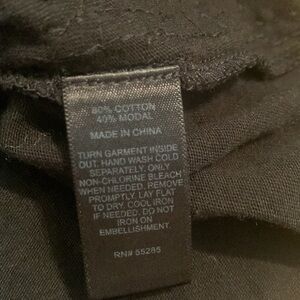 60% COTTON
40% MODAL
MADE IN CHINA
TURN GARMENT INSIDE
OUT. HAND WASH COLD
SEPARATELY. ONLY
NON-CHLORINE BLEACH
WHEN NEEDED. REMOVE
PROMPTLY. LAY FLAT
TO DRY. COOL IRON
IF NEEDED. DO NOT
IRON ON
EMBELLISHMENT.
RN# 55285